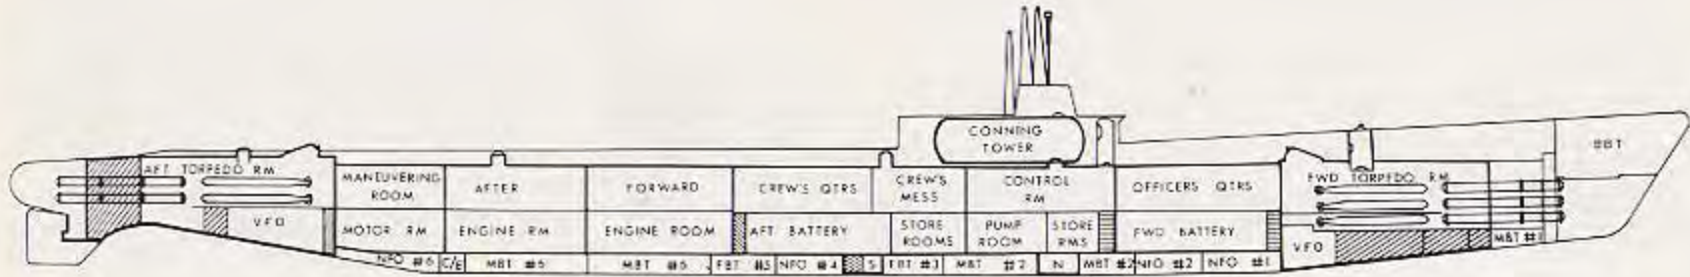 CONNING
TOWER
BBT
AFT TORPEDO RM
MANUVERING
ROOM
AFTER
FORWARD
CREW'S QTRS
CREW'S
MESS
CONTROL
RM
OFFICERS QTRS
FWD TORPEDO RM
VFO
MOTOR RM
ENGINE RM
ENGINE ROOM
AFT BATTERY
STORE
ROOMS
PUMP
ROOM
STORE
RMS
FWD BATTERY
VFO
MBT #1
NFO #6
C/E
MBT #6
MBT #6
FBT #5
NFO #4
S
FBT #3
MBT #2
N
MBT #2
NFO #2
NFO #1